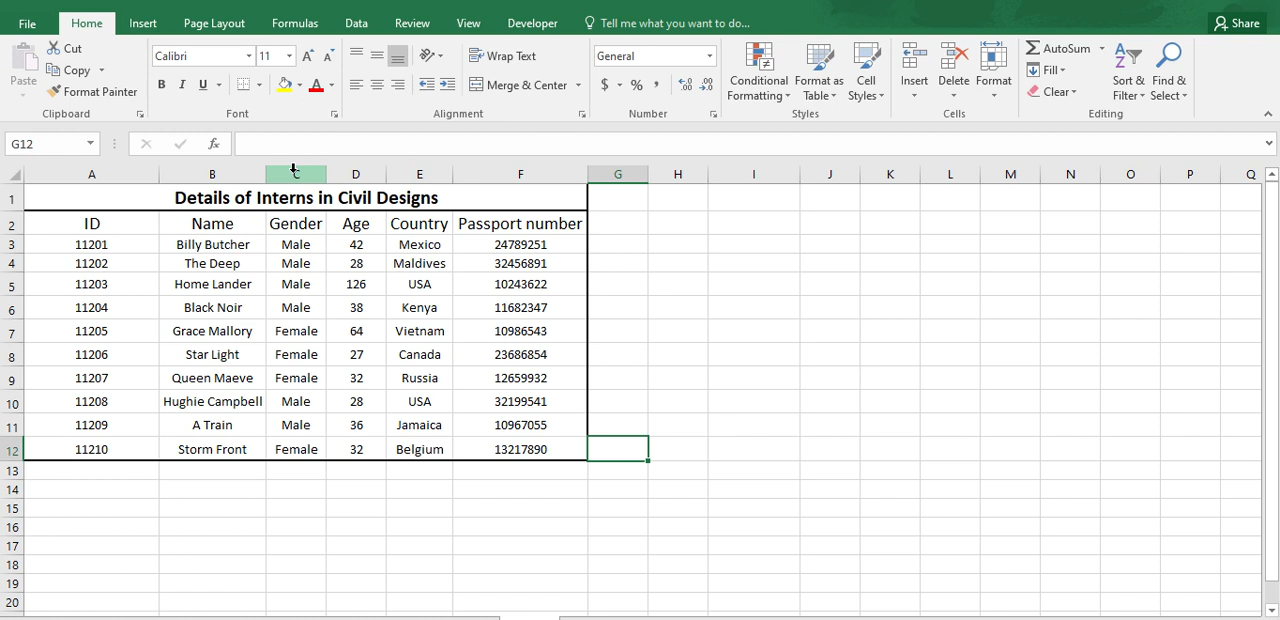 File Home Insert Page Layout Formulas Data Review View Developer Tell me what you want to do... Share
Paste Cut Copy Format Painter Clipboard
Calibri 11 A A B I U A Font
Wrap Text Merge & Center Alignment
General $ % , .0 .00 Number
Conditional Formatting Format as Table Cell Styles Styles
Insert Delete Format Cells
AutoSum Fill Clear Sort & Filter Find & Select Editing
G12 fx
A B C D E F G H I J K L M N O P Q
1 Details of Interns in Civil Designs
2 ID Name Gender Age Country Passport number
3 11201 Billy Butcher Male 42 Mexico 24789251
4 11202 The Deep Male 28 Maldives 32456891
5 11203 Home Lander Male 126 USA 10243622
6 11204 Black Noir Male 38 Kenya 11682347
7 11205 Grace Mallory Female 64 Vietnam 10986543
8 11206 Star Light Female 27 Canada 23686854
9 11207 Queen Maeve Female 32 Russia 12659932
10 11208 Hughie Campbell Male 28 USA 32199541
11 11209 A Train Male 36 Jamaica 10967055
12 11210 Storm Front Female 32 Belgium 13217890
13
14
15
16
17
18
19
20